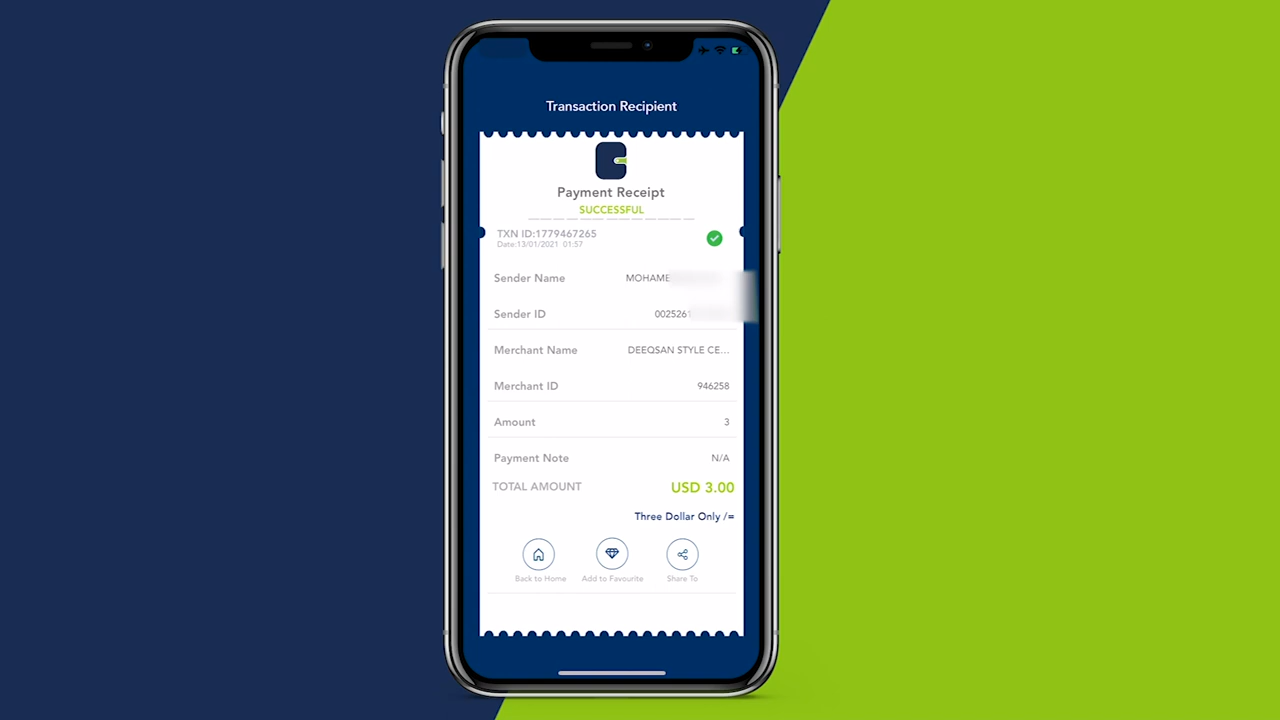 Transaction Recipient
Payment Receipt
SUCCESSFUL
TXN ID:1779467265
Date:13/01/2021 01:57
Sender Name MOHAME
Sender ID 0025261
Merchant Name DEEQSAN STYLE CE...
Merchant ID 946258
Amount 3
Payment Note N/A
TOTAL AMOUNT USD 3.00
Three Dollar Only /=
Back to Home Add to Favourite Share To